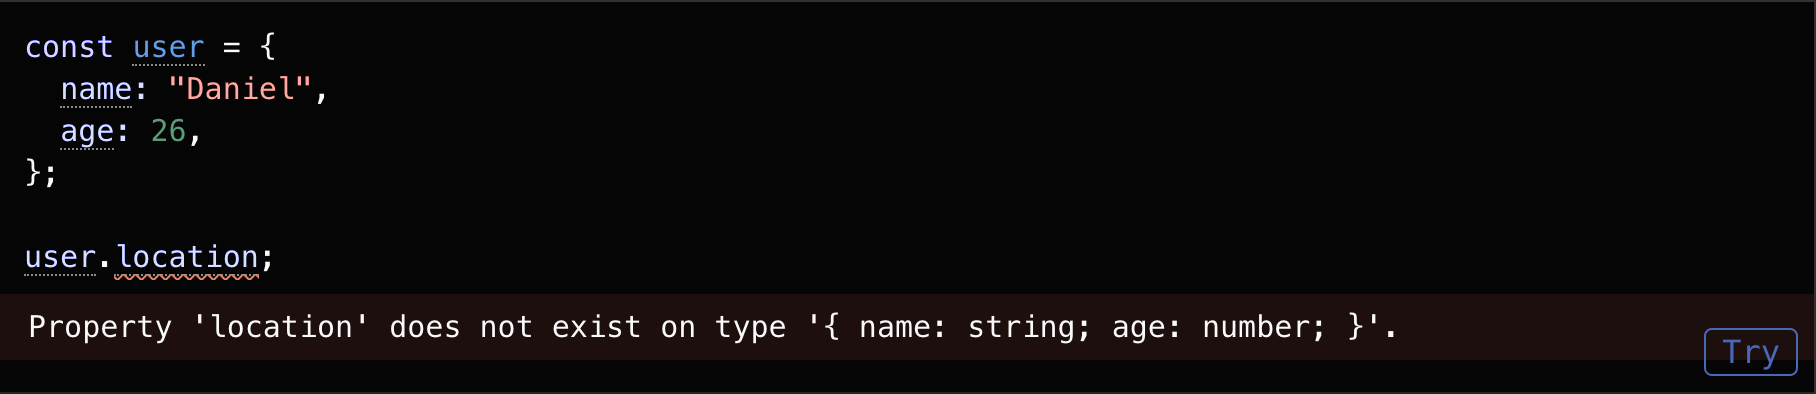 const user = {
  name: "Daniel",
  age: 26,
};
user.location;
Property 'location' does not exist on type '{ name: string; age: number; }'.
Try